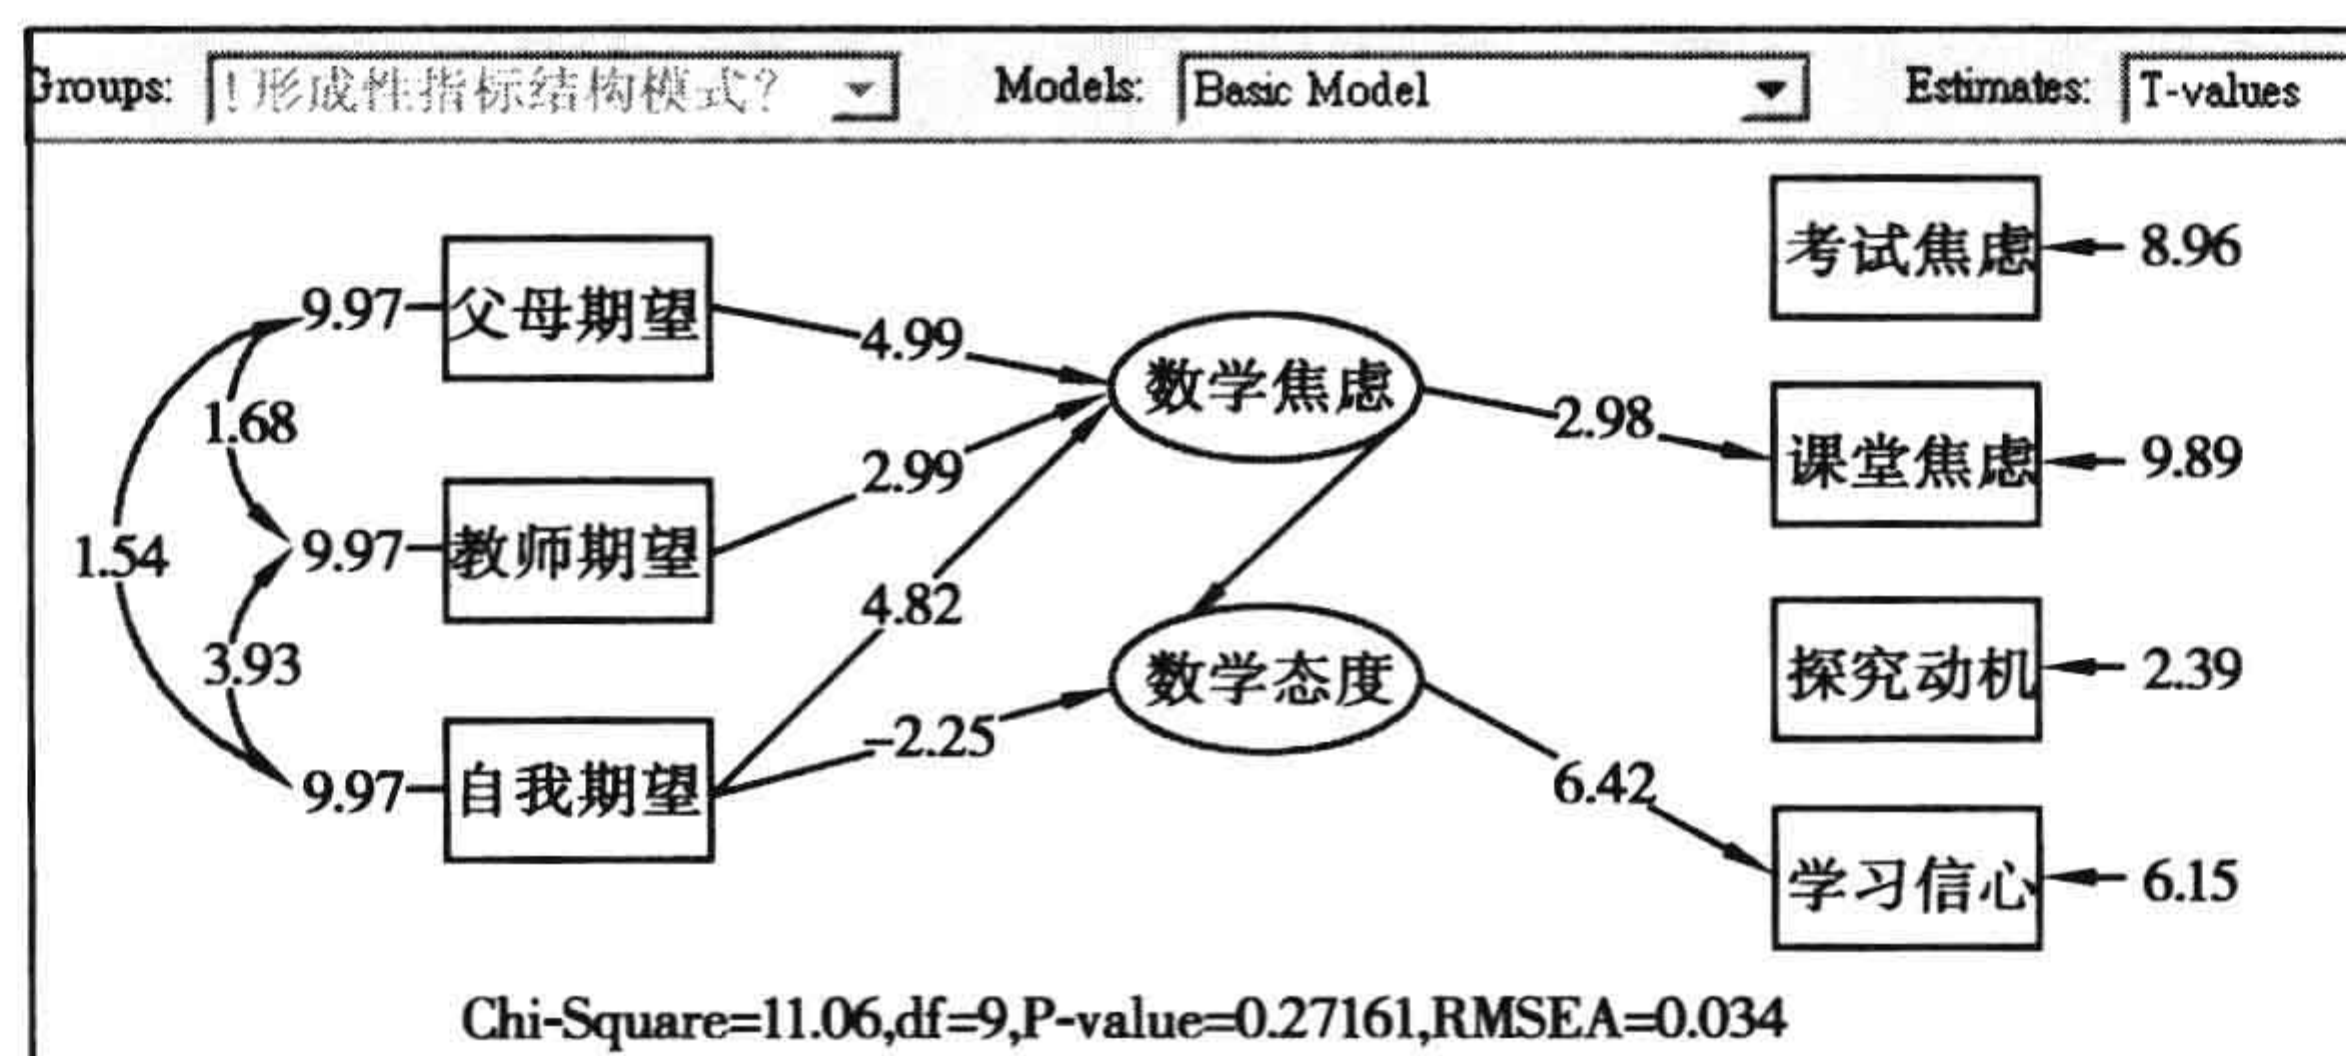 Groups: !形成性指标结构模式? Models: Basic Model Estimates: T-values
考试焦虑 8.96
9.97 父母期望 4.99
数学焦虑 2.98
1.68
课堂焦虑 9.89
2.99
1.54 9.97 教师期望
4.82
3.93
数学态度
探究动机 2.39
-2.25
9.97 自我期望
6.42
学习信心 6.15
Chi-Square=11.06,df=9,P-value=0.27161,RMSEA=0.034